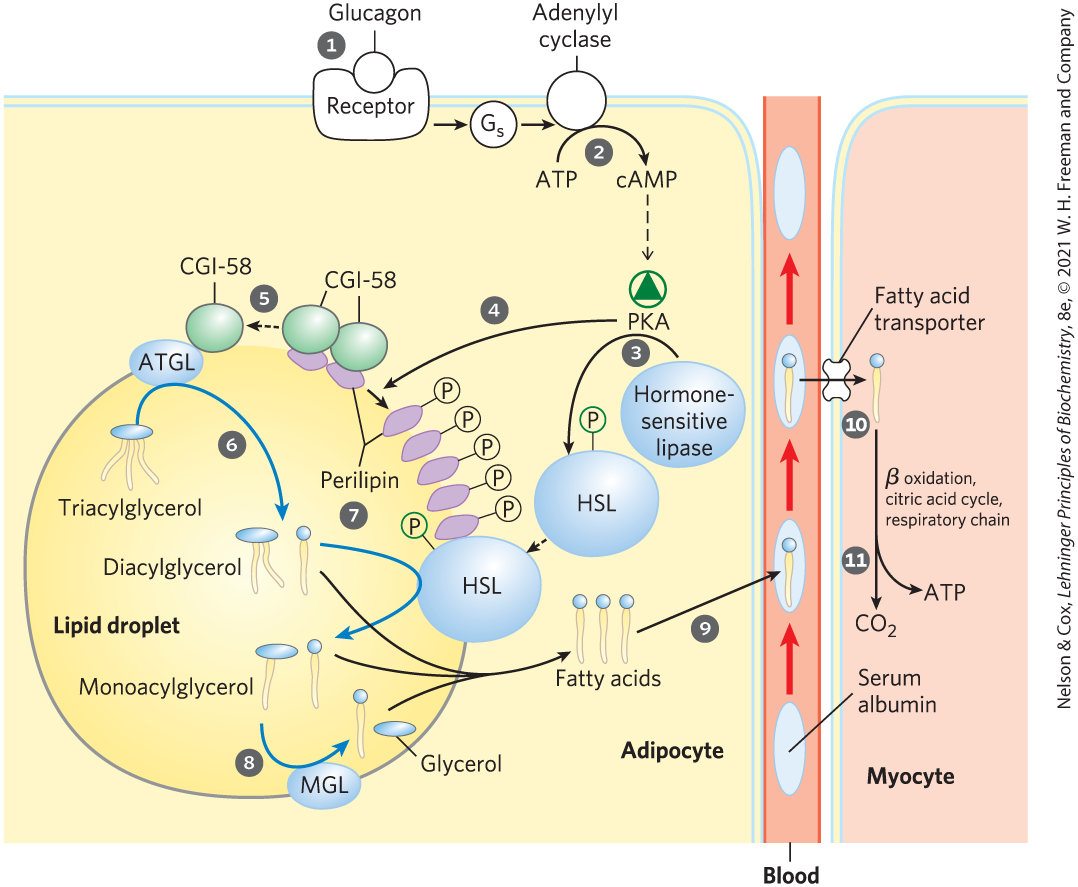 Glucagon
1
Receptor
Gs
Adenylyl
cyclase
2
ATP
cAMP
PKA
3
4
Hormone-
sensitive
lipase
CGI-58
5
CGI-58
ATGL
6
Triacylglycerol
Perilipin
7
P
P
P
P
P
P
P
HSL
HSL
Diacylglycerol
Lipid droplet
Monoacylglycerol
8
MGL
Glycerol
Fatty acids
9
Adipocyte
Fatty acid
transporter
10
β oxidation,
citric acid cycle,
respiratory chain
11
ATP
CO2
Serum
albumin
Myocyte
Blood
Nelson & Cox, Lehninger Principles of Biochemistry, 8e, © 2021 W. H. Freeman and Company